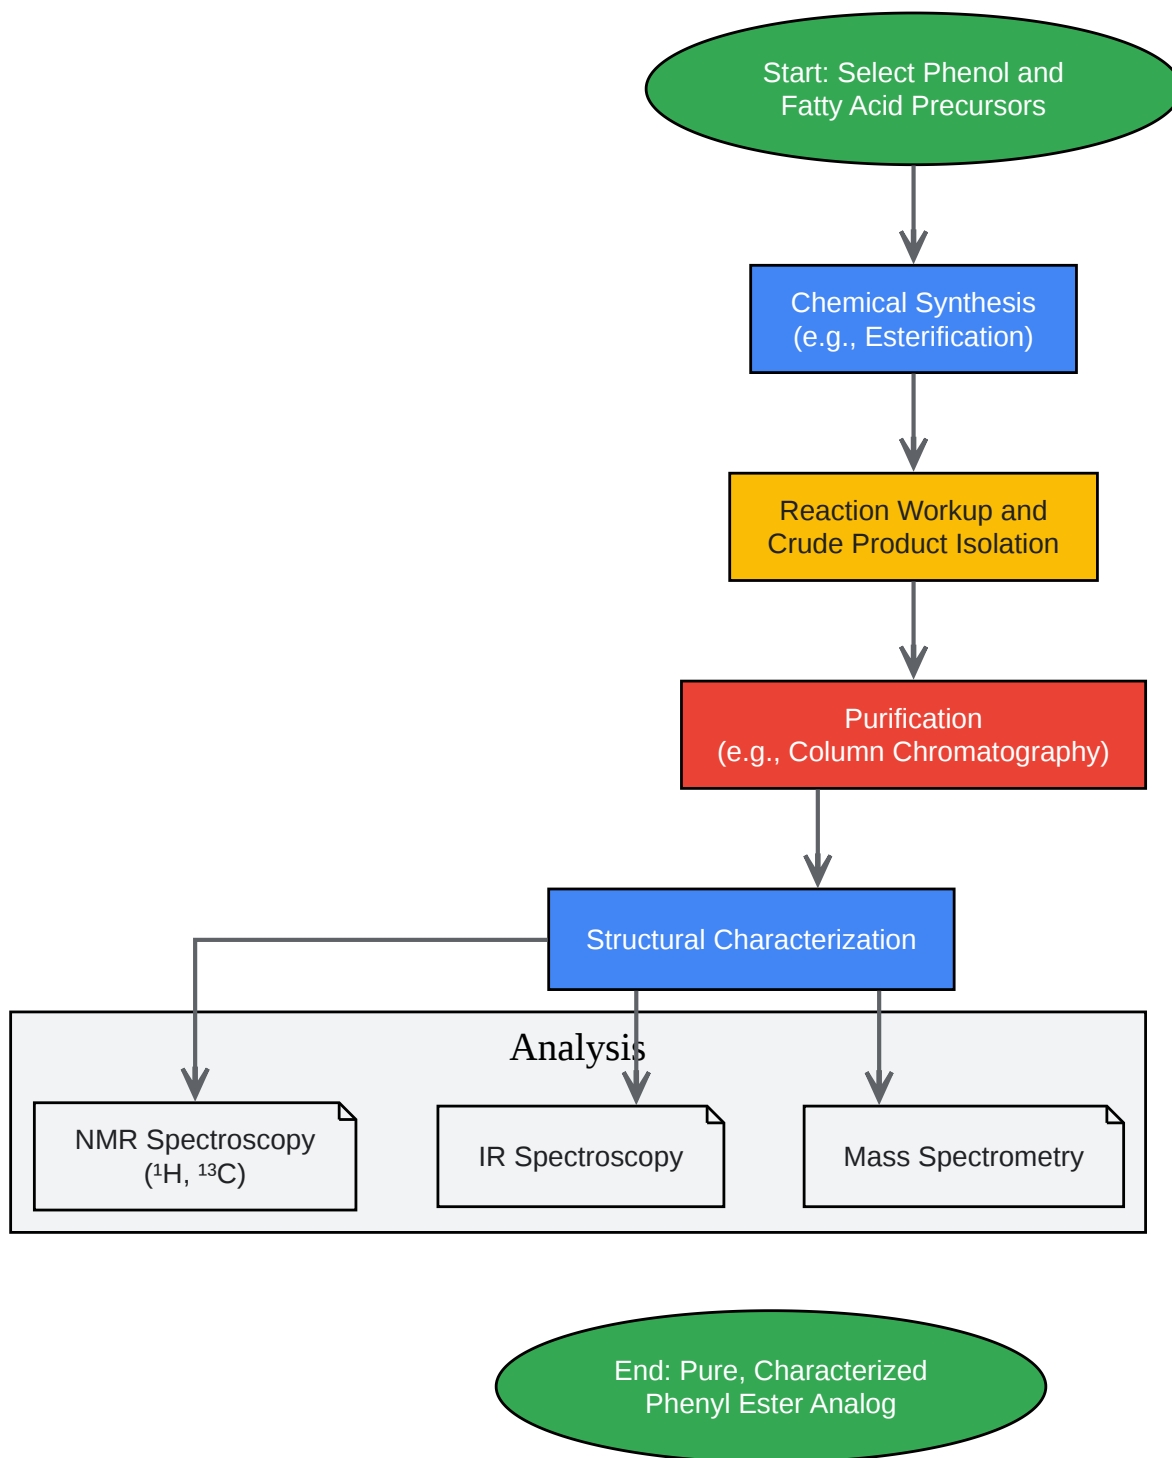 Start: Select Phenol and
Fatty Acid Precursors
Chemical Synthesis
(e.g., Esterification)
Reaction Workup and
Crude Product Isolation
Purification
(e.g., Column Chromatography)
Structural Characterization
Analysis
NMR Spectroscopy
(¹H, ¹³C)
IR Spectroscopy
Mass Spectrometry
End: Pure, Characterized
Phenyl Ester Analog